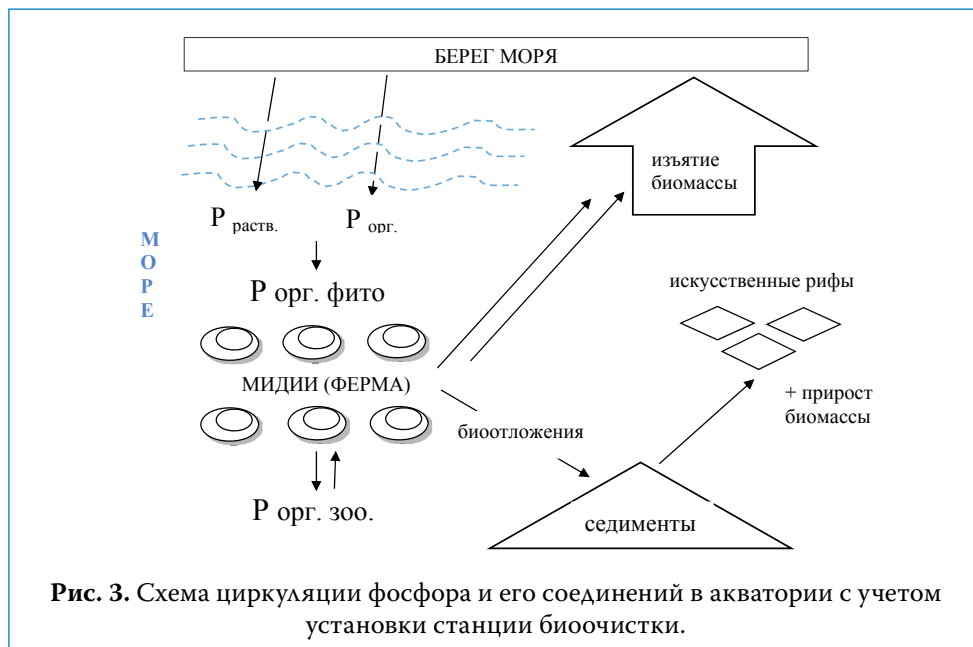 БЕРЕГ МОРЯ
изъятие
биомассы
Р раств.
Р орг.
М
О
Р
Е
Р орг. фито
искусственные рифы
МИДИИ (ФЕРМА)
+ прирост
биомассы
биоотложения
Р орг. зоо.
седименты
Рис. 3. Схема циркуляции фосфора и его соединений в акватории с учетом
установки станции биоочистки.